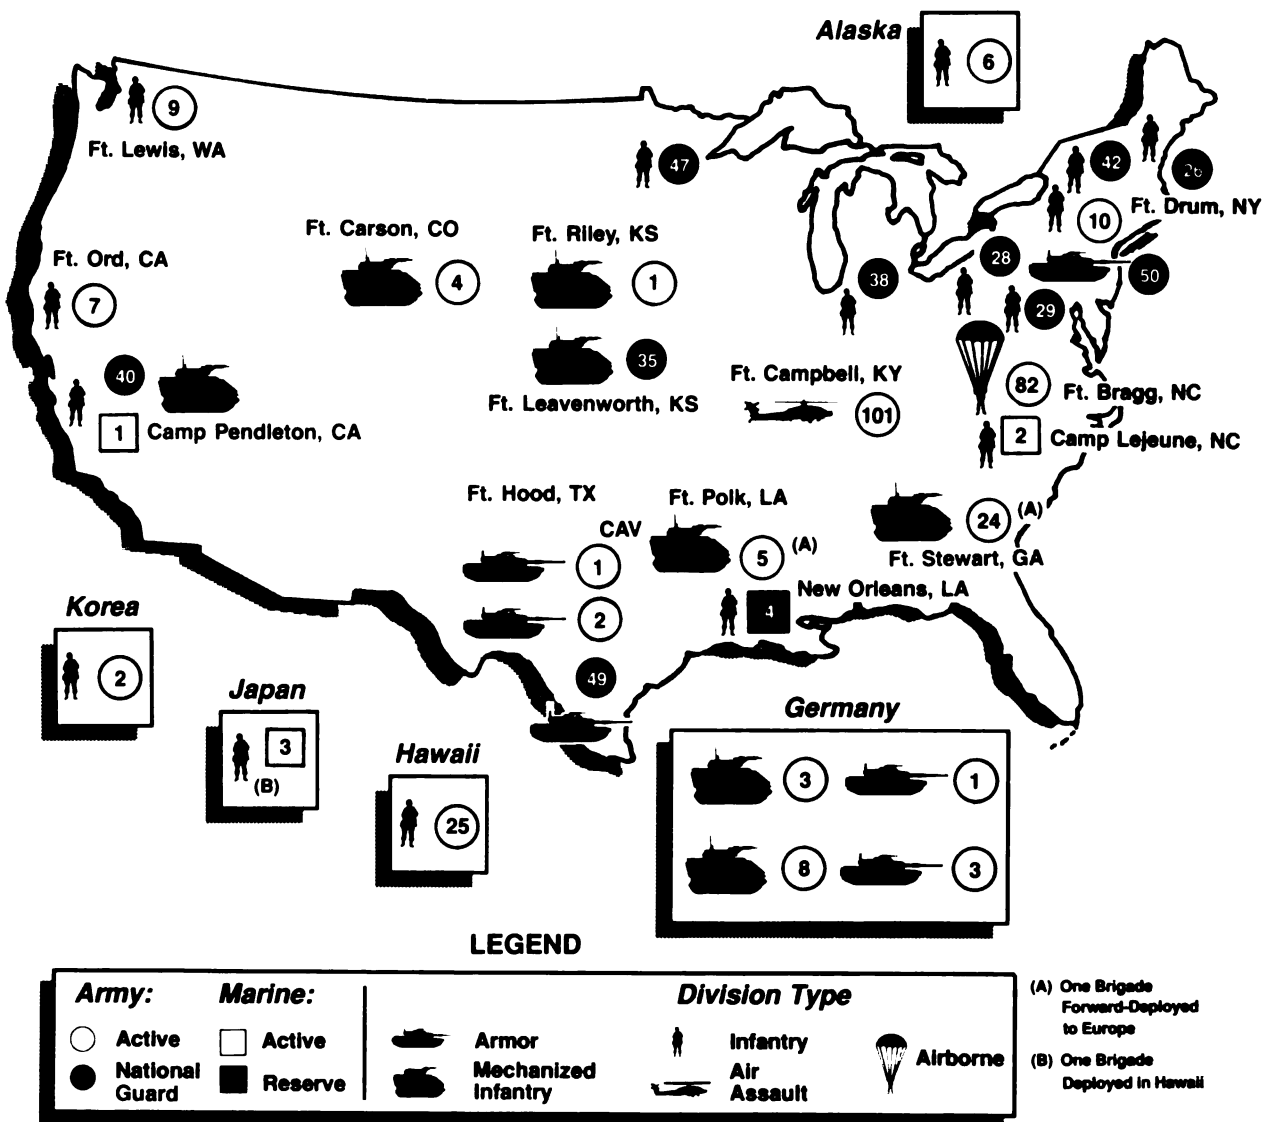 Alaska
6
9
Ft. Lewis, WA
47
42
26
10
Ft. Drum, NY
Ft. Carson, CO
4
Ft. Riley, KS
1
38
28
50
29
Ft. Ord, CA
7
40
1
Camp Pendleton, CA
35
Ft. Leavenworth, KS
Ft. Campbell, KY
101
82
Ft. Bragg, NC
2
Camp Lejeune, NC
Ft. Hood, TX
CAV
1
2
49
Ft. Polk, LA
5
(A)
24
(A)
Ft. Stewart, GA
New Orleans, LA
4
Korea
2
Japan
3
(B)
Hawaii
25
Germany
3
1
8
3
LEGEND
Army:
Active
National
Guard
Marine:
Active
Reserve
Division Type
Armor
Mechanized
Infantry
Infantry
Air
Assault
Airborne
(A) One Brigade
Forward-Deployed
to Europe
(B) One Brigade
Deployed in Hawaii